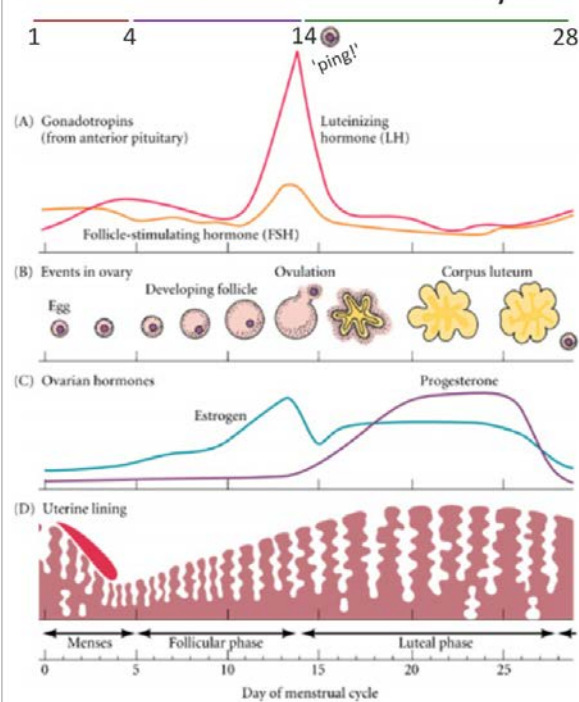 1 4 14 28
'ping!'
(A) Gonadotropins
(from anterior pituitary)
Luteinizing
hormone (LH)
Follicle-stimulating hormone (FSH)
(B) Events in ovary
Ovulation
Corpus luteum
Developing follicle
Egg
(C) Ovarian hormones
Progesterone
Estrogen
(D) Uterine lining
Menses Follicular phase Luteal phase
0 5 10 15 20 25
Day of menstrual cycle